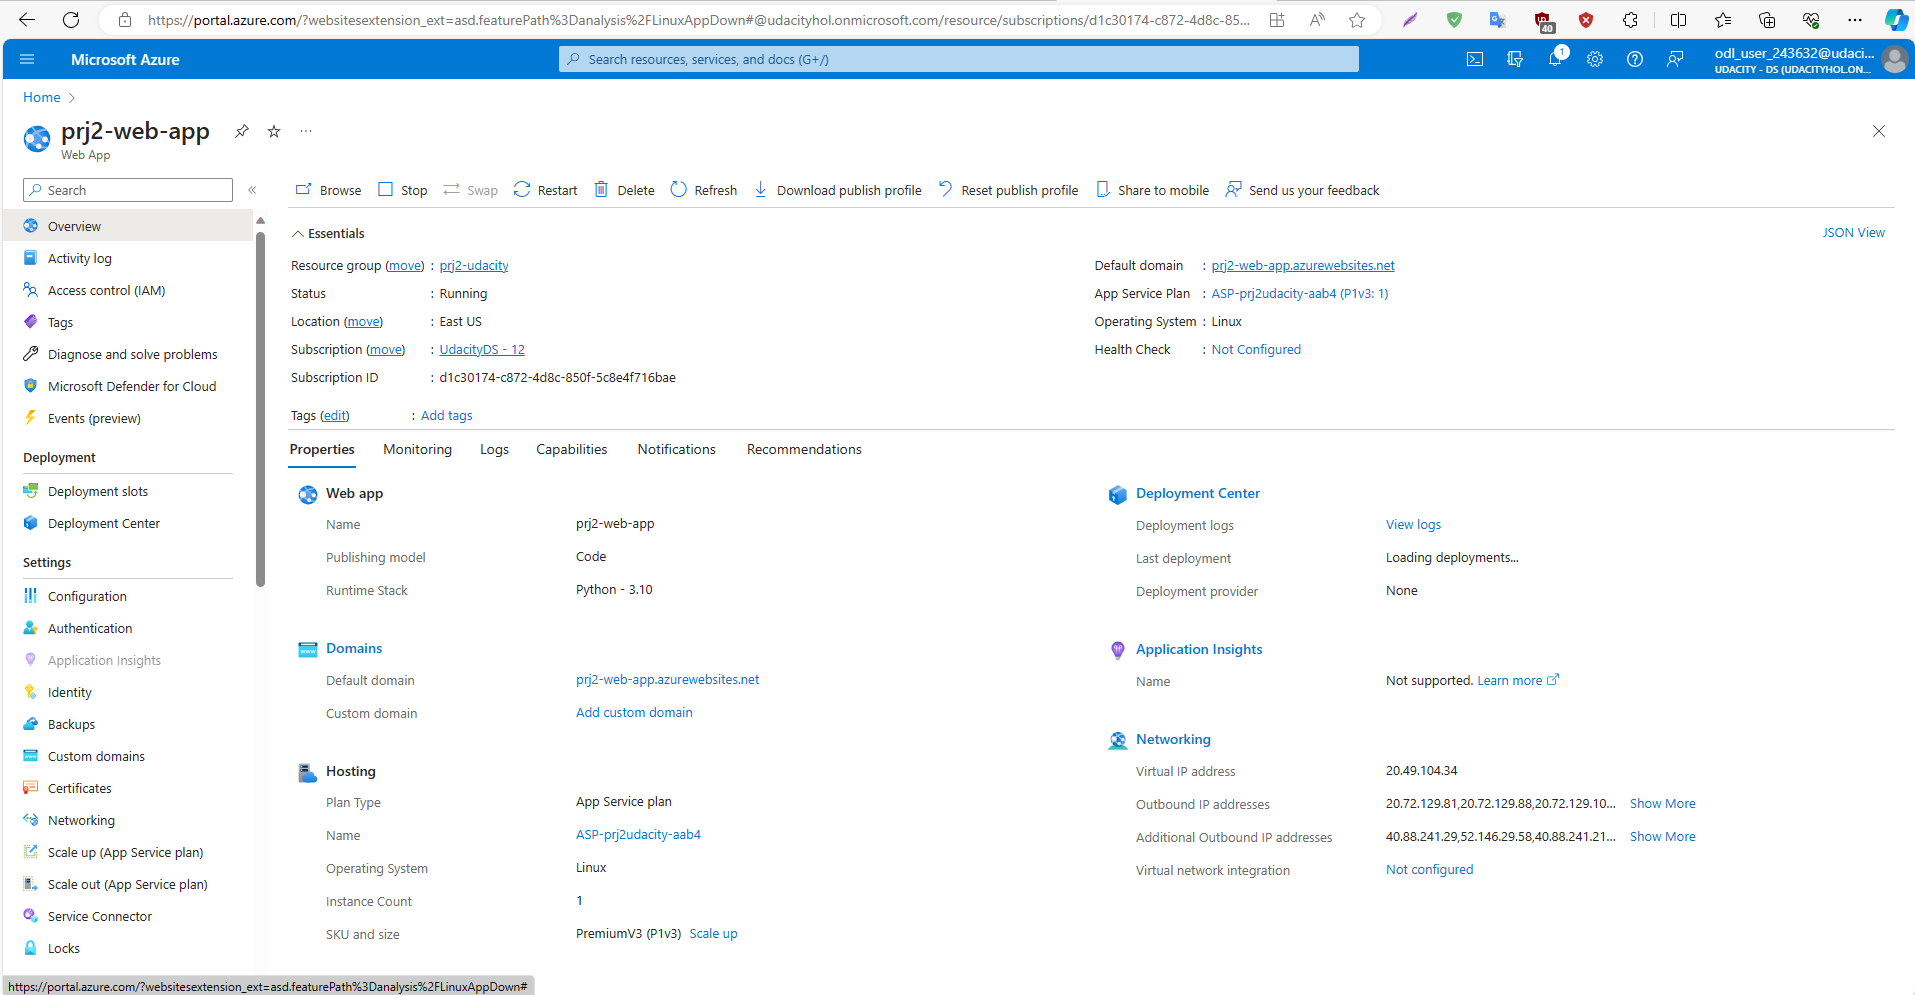 https://portal.azure.com/?websitesextension_ext=asd.featurePath%3Danalysis%2FLinuxAppDown#@udacityhol.onmicrosoft.com/resource/subscriptions/d1c30174-c872-4d8c-85...
40
Microsoft Azure
Search resources, services, and docs (G+/)
1
odl_user_243632@udaci...
UDACITY - DS (UDACITYHOL.ON...
Home
prj2-web-app
Web App
Search
Browse
Stop
Swap
Restart
Delete
Refresh
Download publish profile
Reset publish profile
Share to mobile
Send us your feedback
Overview
Activity log
Access control (IAM)
Tags
Diagnose and solve problems
Microsoft Defender for Cloud
Events (preview)
Deployment
Deployment slots
Deployment Center
Settings
Configuration
Authentication
Application Insights
Identity
Backups
Custom domains
Certificates
Networking
Scale up (App Service plan)
Scale out (App Service plan)
Service Connector
Locks
Essentials
JSON View
Resource group (move) : prj2-udacity
Status : Running
Location (move) : East US
Subscription (move) : UdacityDS - 12
Subscription ID : d1c30174-c872-4d8c-850f-5c8e4f716bae
Default domain : prj2-web-app.azurewebsites.net
App Service Plan : ASP-prj2udacity-aab4 (P1v3: 1)
Operating System : Linux
Health Check : Not Configured
Tags (edit) : Add tags
Properties
Monitoring
Logs
Capabilities
Notifications
Recommendations
Web app
Name prj2-web-app
Publishing model Code
Runtime Stack Python - 3.10
Domains
Default domain prj2-web-app.azurewebsites.net
Custom domain Add custom domain
Hosting
Plan Type App Service plan
Name ASP-prj2udacity-aab4
Operating System Linux
Instance Count 1
SKU and size PremiumV3 (P1v3) Scale up
Deployment Center
Deployment logs View logs
Last deployment Loading deployments...
Deployment provider None
Application Insights
Name Not supported. Learn more
Networking
Virtual IP address 20.49.104.34
Outbound IP addresses 20.72.129.81,20.72.129.88,20.72.129.10... Show More
Additional Outbound IP addresses 40.88.241.29,52.146.29.58,40.88.241.21... Show More
Virtual network integration Not configured
https://portal.azure.com/?websitesextension_ext=asd.featurePath%3Danalysis%2FLinuxAppDown#